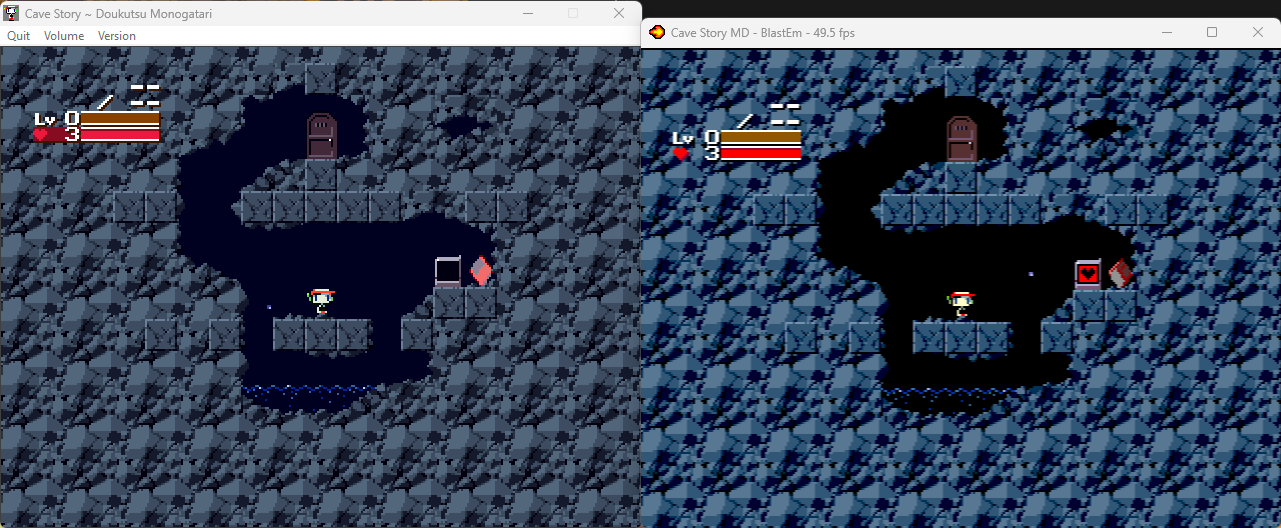 Cave Story ~ Doukutsu Monogatari
Quit Volume Version
-- 
--
Lv 0
3
Cave Story MD - BlastEm - 49.5 fps
--
--
Lv 0
3